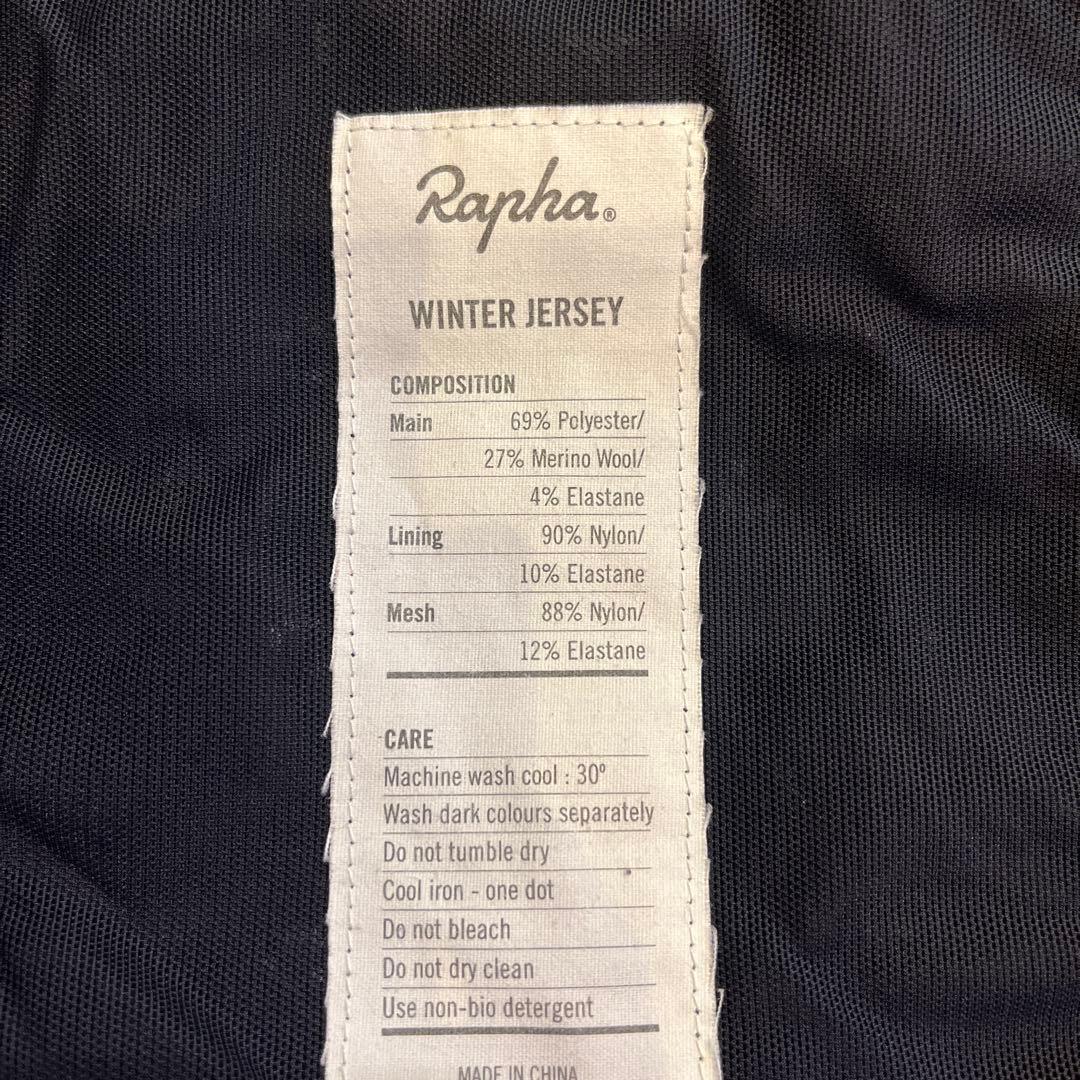 Rapha®
WINTER JERSEY
COMPOSITION
Main 69% Polyester/
27% Merino Wool/
4% Elastane
Lining 90% Nylon/
10% Elastane
Mesh 88% Nylon/
12% Elastane
CARE
Machine wash cool : 30º
Wash dark colours separately
Do not tumble dry
Cool iron - one dot
Do not bleach
Do not dry clean
Use non-bio detergent
MADE IN CHINA